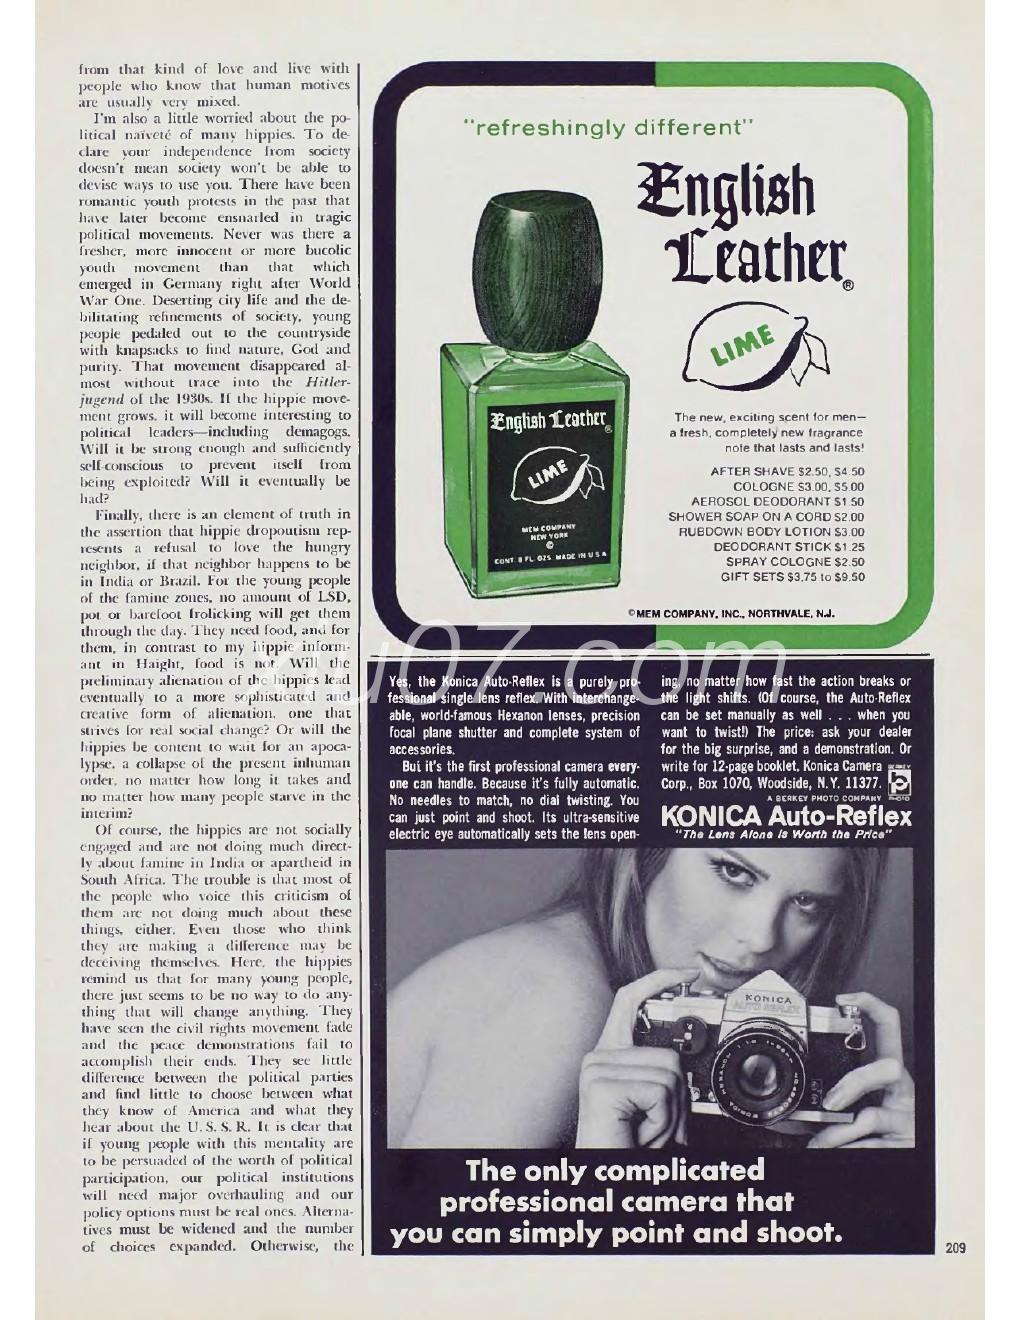 from that kind of love and live with
people who know that human motives
are usually very mixed.
I'm also a little worried about the po-
litical naïveté of many hippies. To de-
clare your independence from society
doesn't mean society won't be able to
devise ways to use you. There have been
romantic youth protests in the past that
have later become ensnarled in tragic
political movements. Never was there a
fresher, more innocent or more bucolic
youth movement than that which
emerged in Germany right after World
War One. Deserting city life and the de-
bilitating refinements of society, young
people pedaled out to the countryside
with knapsacks to find nature, God and
purity. That movement disappeared al-
most without trace into the Hitler-
jugend of the 1930s. If the hippie move-
ment grows, it will become interesting to
political leaders—including demagogs.
Will it be strong enough and sufficiently
self-conscious to prevent itself from
being exploited? Will it eventually be
had?
Finally, there is an element of truth in
the assertion that hippie dropoutism rep-
resents a refusal to love the hungry
neighbor, if that neighbor happens to be
in India or Brazil. For the young people
of the famine zones, no amount of LSD,
pot or barefoot frolicking will get them
through the day. They need food, and for
them, in contrast to my hippie inform-
ant in Haight, food is not. Will the
preliminary alienation of the hippies lead
eventually to a more sophisticated and
creative form of alienation, one that
strives for real social change? Or will the
hippies be content to wait for an apoca-
lypse, a collapse of the present inhuman
order, no matter how long it takes and
no matter how many people starve in the
interim?
Of course, the hippies are not socially
engaged and are not doing much direct-
ly about famine in India or apartheid in
South Africa. The trouble is that most of
the people who voice this criticism of
them are not doing much about these
things, either. Even those who think
they are making a difference may be
deceiving themselves. Here, the hippies
remind us that for many young people,
there just seems to be no way to do any-
thing that will change anything. They
have seen the civil rights movement fade
and the peace demonstrations fail to
accomplish their ends. They see little
difference between the political parties
and find little to choose between what
they know of America and what they
hear about the U. S. S. R. It is clear that
if young people with this mentality are
to be persuaded of the worth of political
participation, our political institutions
will need major overhauling and our
policy options must be real ones. Alterna-
tives must be widened and the number
of choices expanded. Otherwise, the
"refreshingly different"
English
Leather®
LIME
English Leather®
LIME
MEM COMPANY
NEW YORK
©
CONT. 8 FL. OZS. MADE IN U S A
The new, exciting scent for men—
a fresh, completely new fragrance
note that lasts and lasts!
AFTER SHAVE $2.50, $4.50
COLOGNE $3.00, $5.00
AEROSOL DEODORANT $1.50
SHOWER SOAP ON A CORD $2.00
RUBDOWN BODY LOTION $3.00
DEODORANT STICK $1.25
SPRAY COLOGNE $2.50
GIFT SETS $3.75 to $9.50
©MEM COMPANY, INC., NORTHVALE, N.J.
Yes, the Konica Auto-Reflex is a purely pro-
fessional single lens reflex. With interchange-
able, world-famous Hexanon lenses, precision
focal plane shutter and complete system of
accessories.
But it's the first professional camera every-
one can handle. Because it's fully automatic.
No needles to match, no dial twisting. You
can just point and shoot. Its ultra-sensitive
electric eye automatically sets the lens open-
ing, no matter how fast the action breaks or
the light shifts. (Of course, the Auto-Reflex
can be set manually as well . . . when you
want to twist!) The price: ask your dealer
for the big surprise, and a demonstration. Or
write for 12-page booklet, Konica Camera
Corp., Box 1070, Woodside, N.Y. 11377.
BERKEY
PHOTO
A BERKEY PHOTO COMPANY
KONICA Auto-Reflex
"The Lens Alone Is Worth the Price"
KONICA
AUTO-REFLEX
The only complicated
professional camera that
you can simply point and shoot.
209